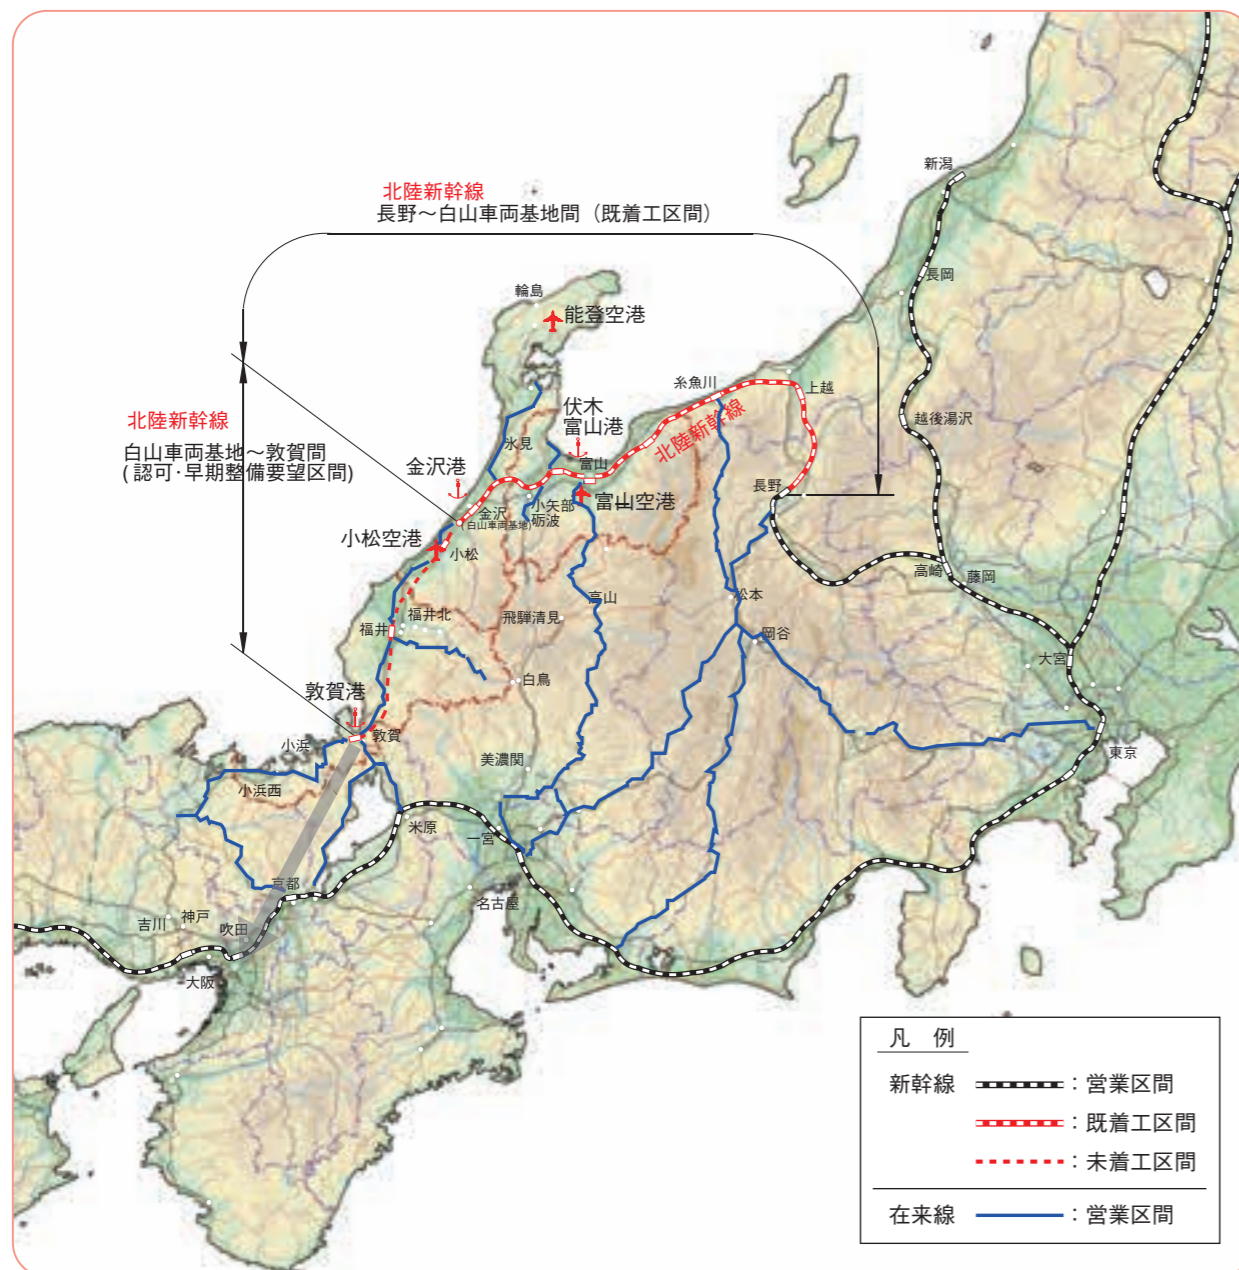 北陸新幹線
長野～白山車両基地間（既着工区間）
北陸新幹線
白山車両基地～敦賀間
(認可・早期整備要望区間)
新潟
長岡
越後湯沢
輪島
能登空港
糸魚川
上越
北陸新幹線
伏木
富山港
氷見
富山
富山空港
金沢港
金沢
(白山車両基地)
小矢部
砺波
長野
小松空港
小松
高崎
藤岡
松本
高山
飛騨清見
岡谷
福井北
福井
大宮
白鳥
敦賀港
敦賀
小浜
小浜西
美濃関
東京
米原
一宮
京都
名古屋
吉川
神戸
吹田
大阪
凡 例
新幹線 ：営業区間
：既着工区間
：未着工区間
在来線 ：営業区間